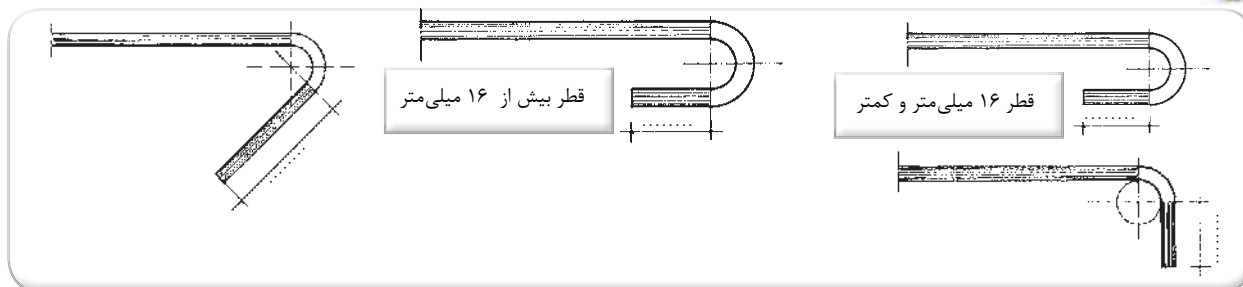 قطر ۱۶ میلی‌متر و کمتر
قطر بیش از ۱۶ میلی‌متر